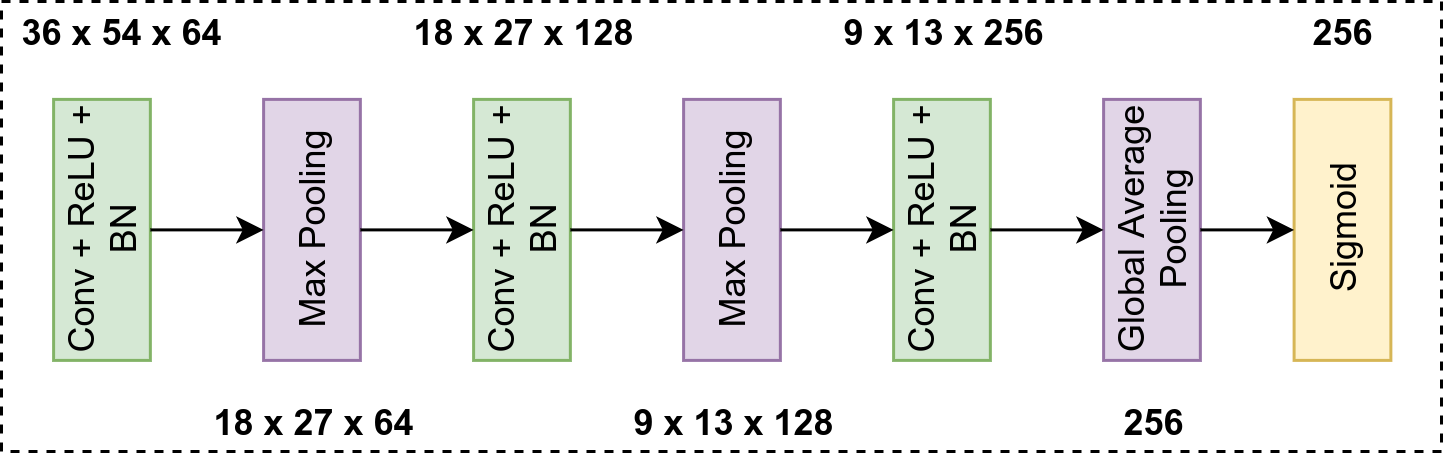 36 x 54 x 64
18 x 27 x 128
9 x 13 x 256
256
Conv + ReLU +
BN
Max Pooling
Conv + ReLU +
BN
Max Pooling
Conv + ReLU +
BN
Global Average
Pooling
Sigmoid
18 x 27 x 64
9 x 13 x 128
256